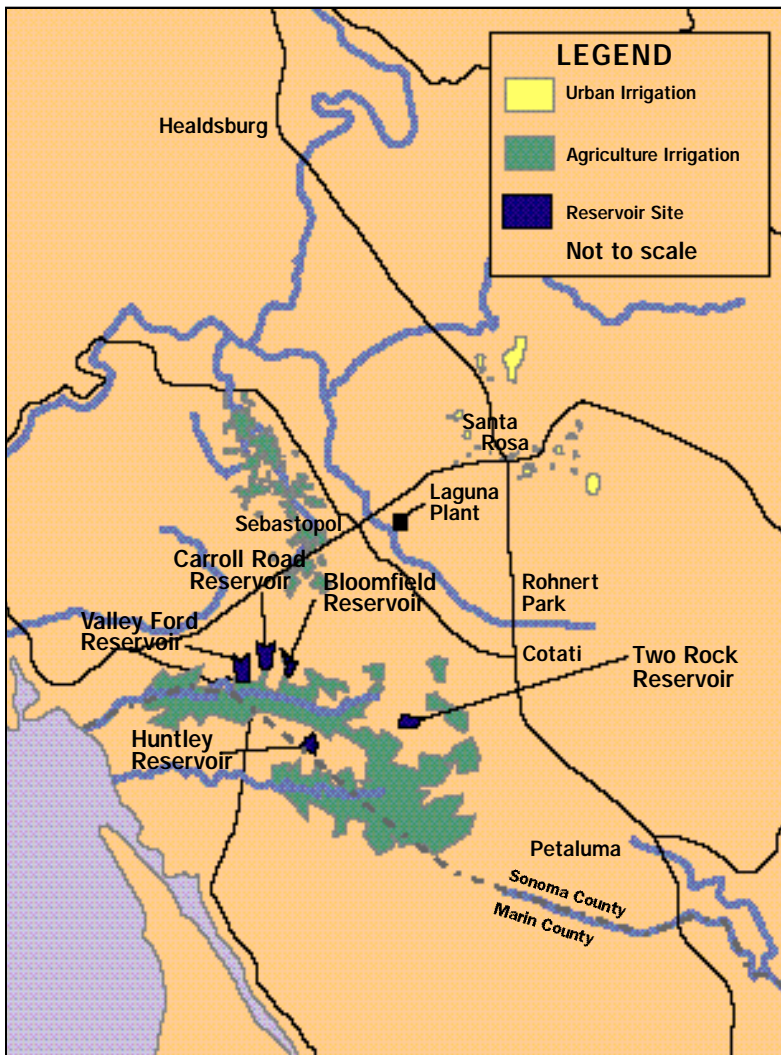 LEGEND
Urban Irrigation
Agriculture Irrigation
Reservoir Site
Not to scale
Healdsburg
Santa
Rosa
Laguna
Plant
Sebastopol
Carroll Road
Reservoir
Bloomfield
Reservoir
Rohnert
Park
Valley Ford
Reservoir
Cotati
Two Rock
Reservoir
Huntley
Reservoir
Petaluma
Sonoma County
Marin County